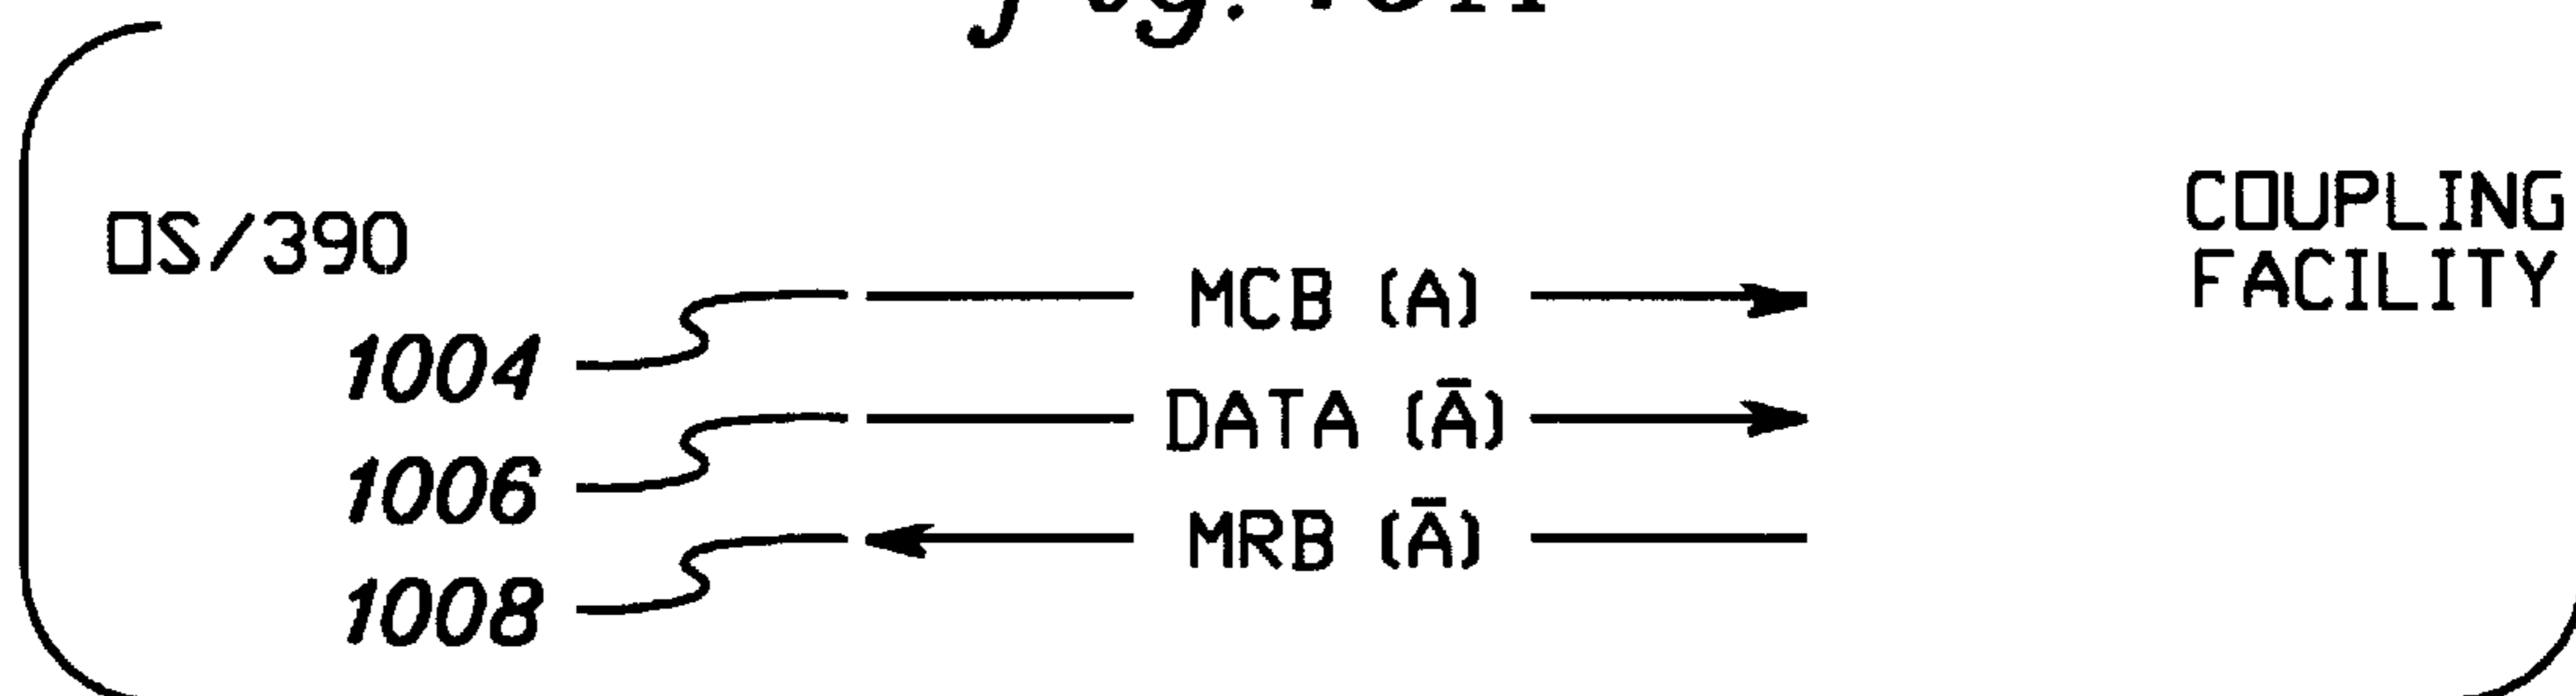 OS/390
COUPLING
FACILITY
1004
MCB (A)
1006
DATA (Ā)
1008
MRB (Ā)